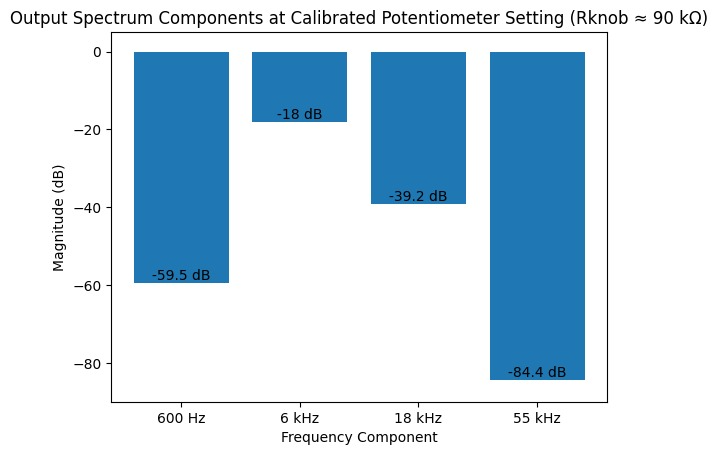 Output Spectrum Components at Calibrated Potentiometer Setting (Rknob ≈ 90 kΩ)
0
−20
−40
−60
−80
Magnitude (dB)
-59.5 dB
-18 dB
-39.2 dB
-84.4 dB
600 Hz
6 kHz
18 kHz
55 kHz
Frequency Component